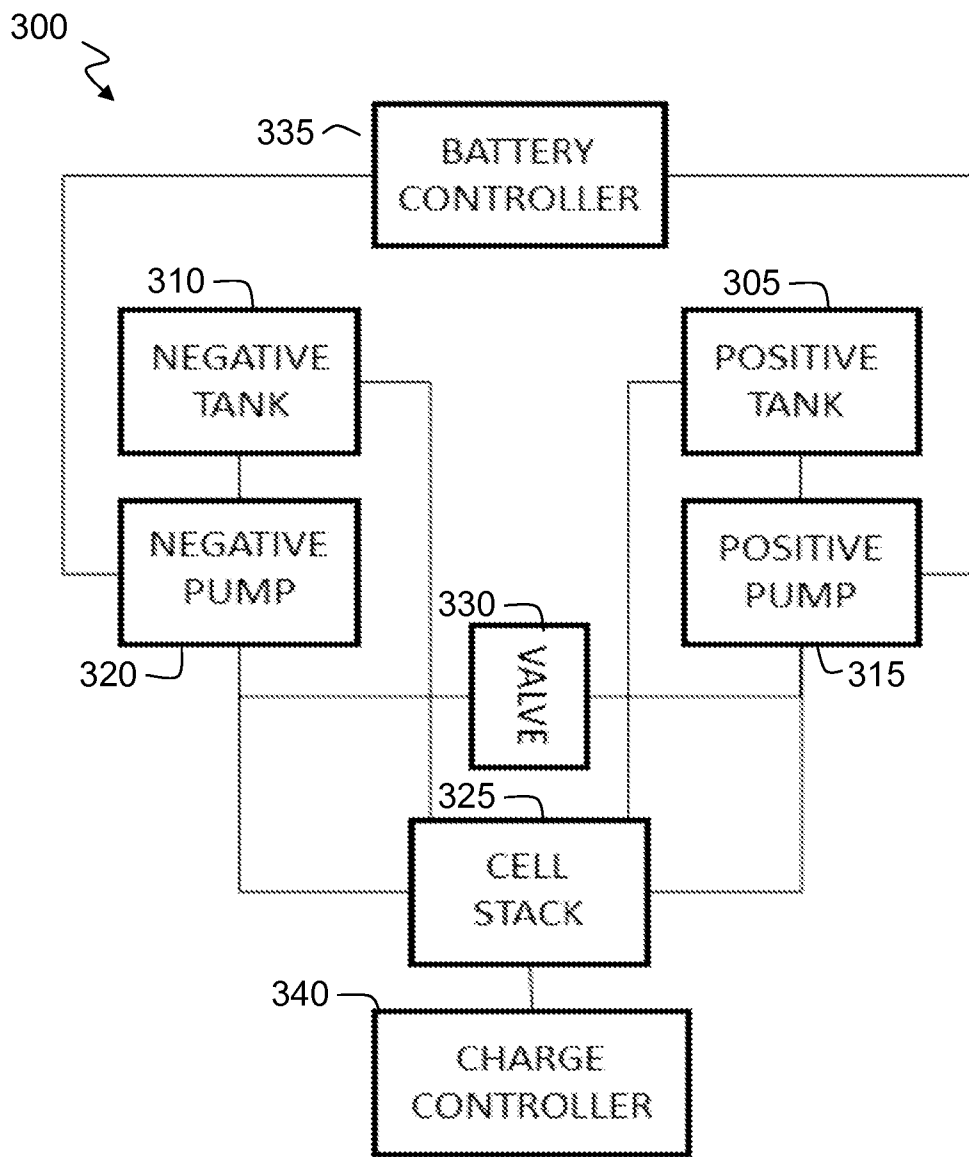 300
335
BATTERY
CONTROLLER
310
305
NEGATIVE
TANK
POSITIVE
TANK
NEGATIVE
PUMP
POSITIVE
PUMP
330
320
315
VALVE
325
CELL
STACK
340
CHARGE
CONTROLLER